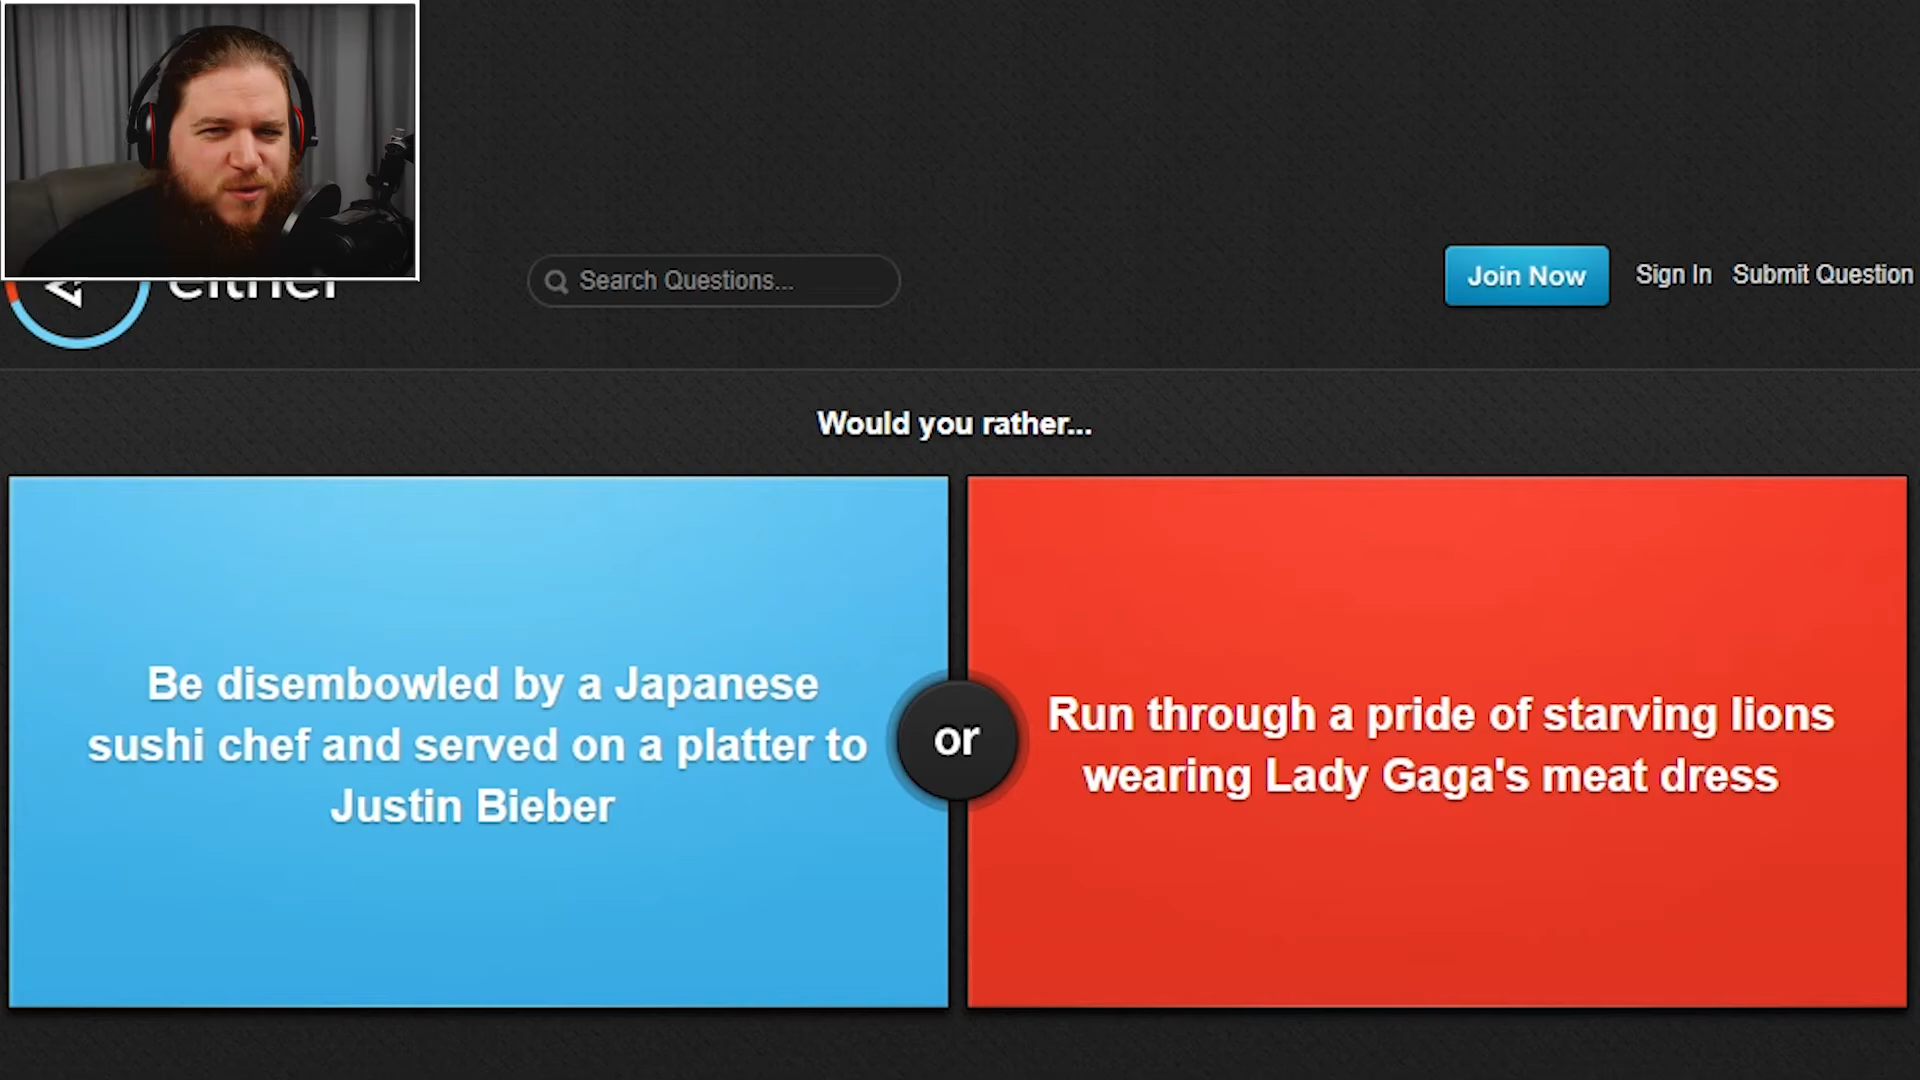 either
Search Questions...
Join Now
Sign In
Submit Question
Would you rather...
Be disembowled by a Japanese
sushi chef and served on a platter to
Justin Bieber
or
Run through a pride of starving lions
wearing Lady Gaga's meat dress